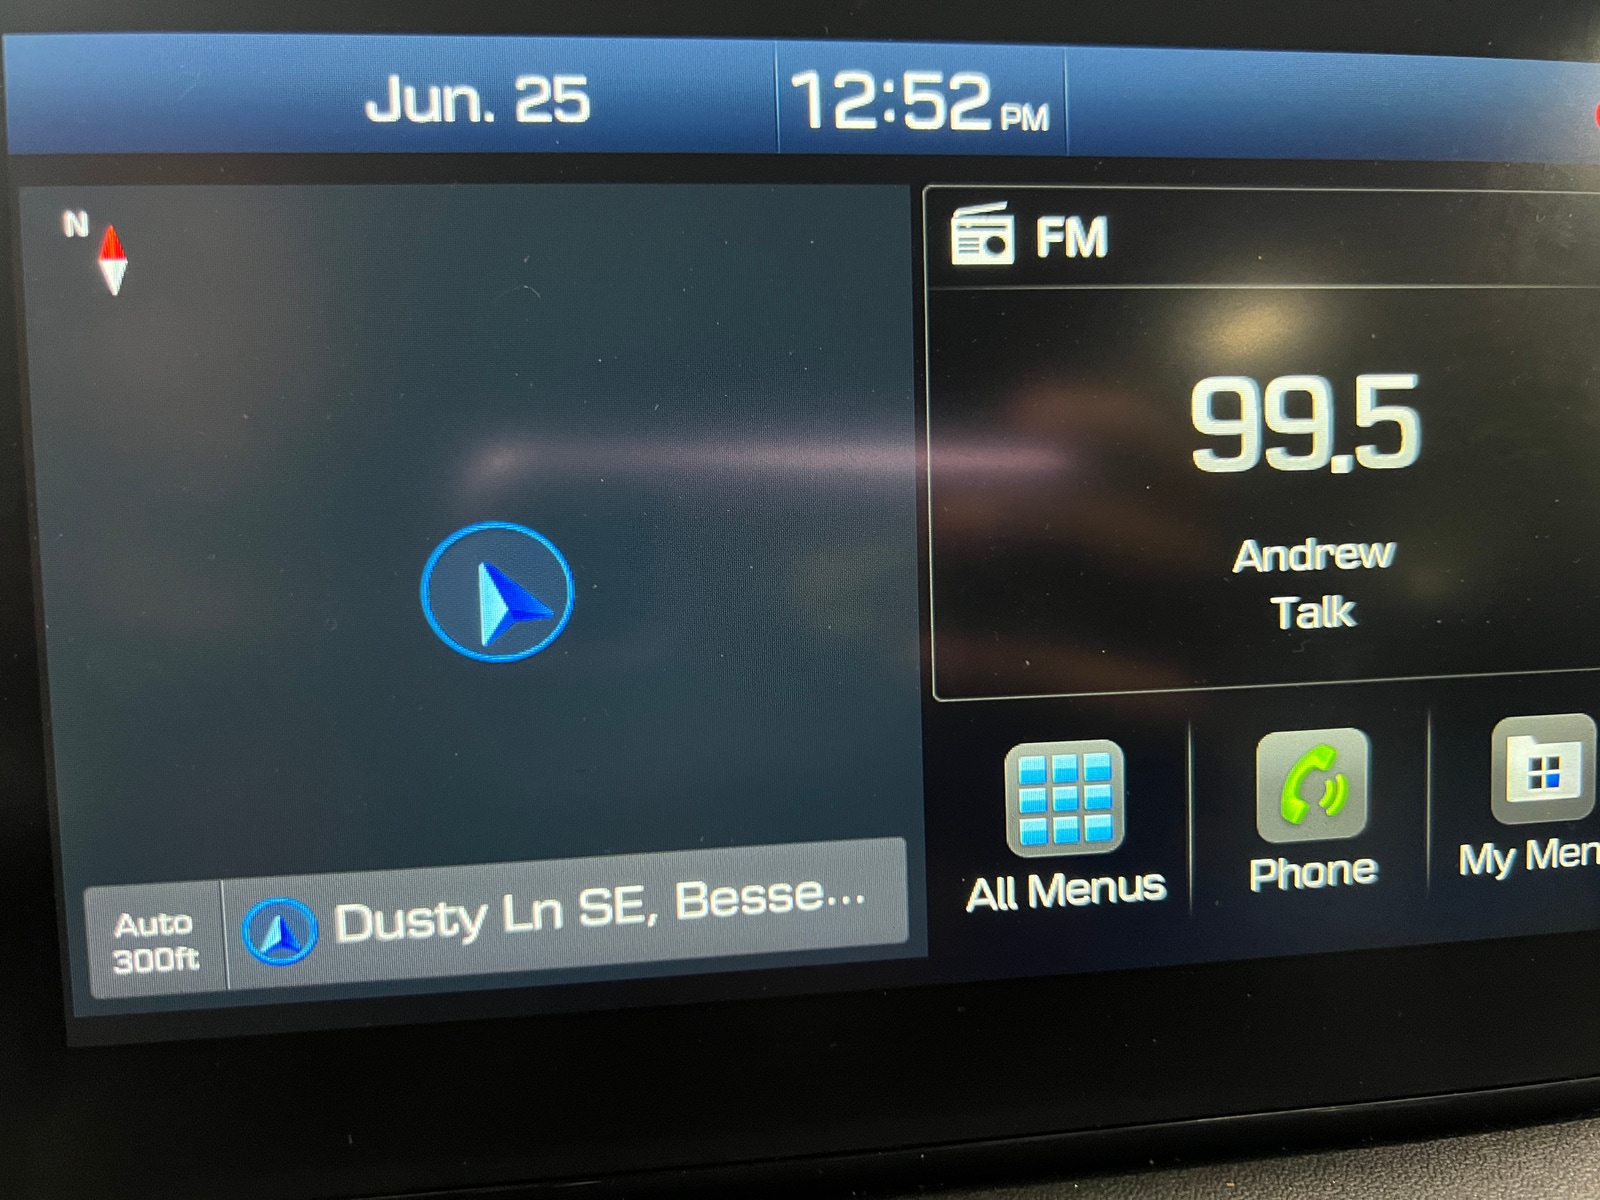 Jun. 25
12:52 PM
N
FM
99.5
Andrew
Talk
Auto
300ft
Dusty Ln SE, Besse...
All Menus
Phone
My Men